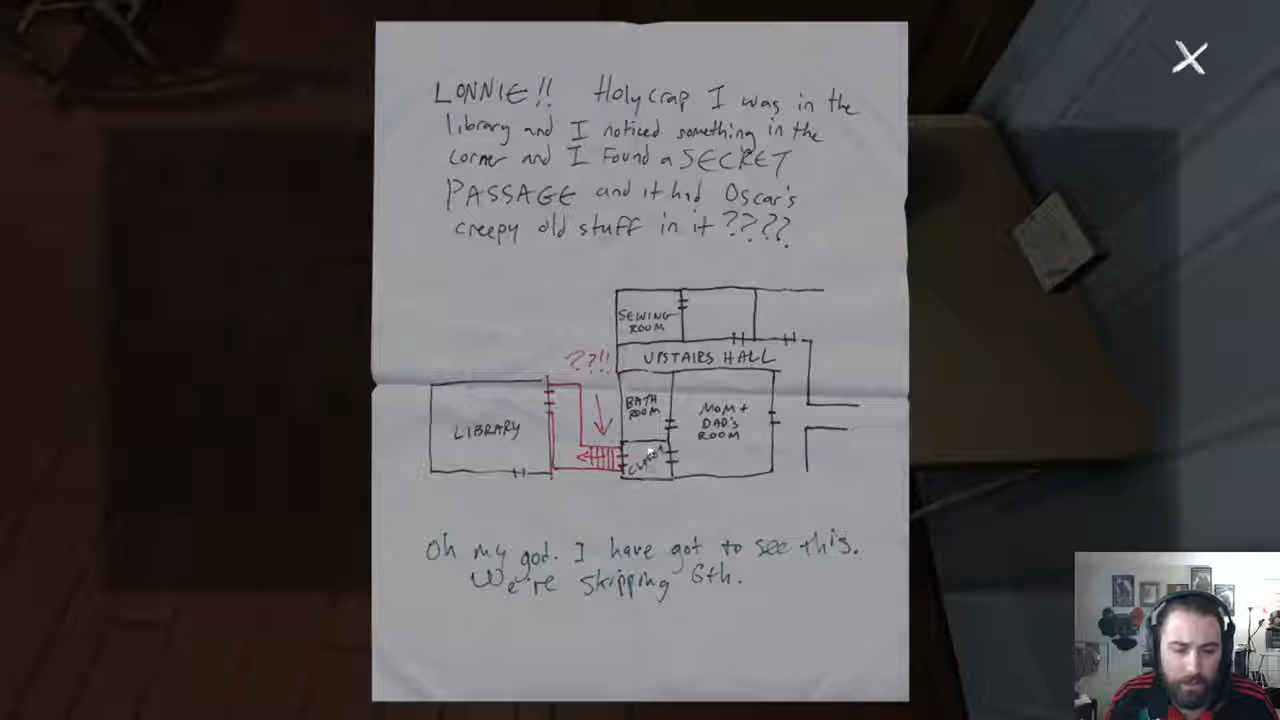 LONNIE!! Holy crap I was in the
library and I noticed something in the
corner and I found a SECRET
PASSAGE and it had Oscar's
creepy old stuff in it ????
SEWING
ROOM
??!!
UPSTAIRS HALL
BATH
ROOM
MOM +
DAD'S
ROOM
LIBRARY
CLOSET
Oh my god. I have got to see this.
We're skipping 6th.